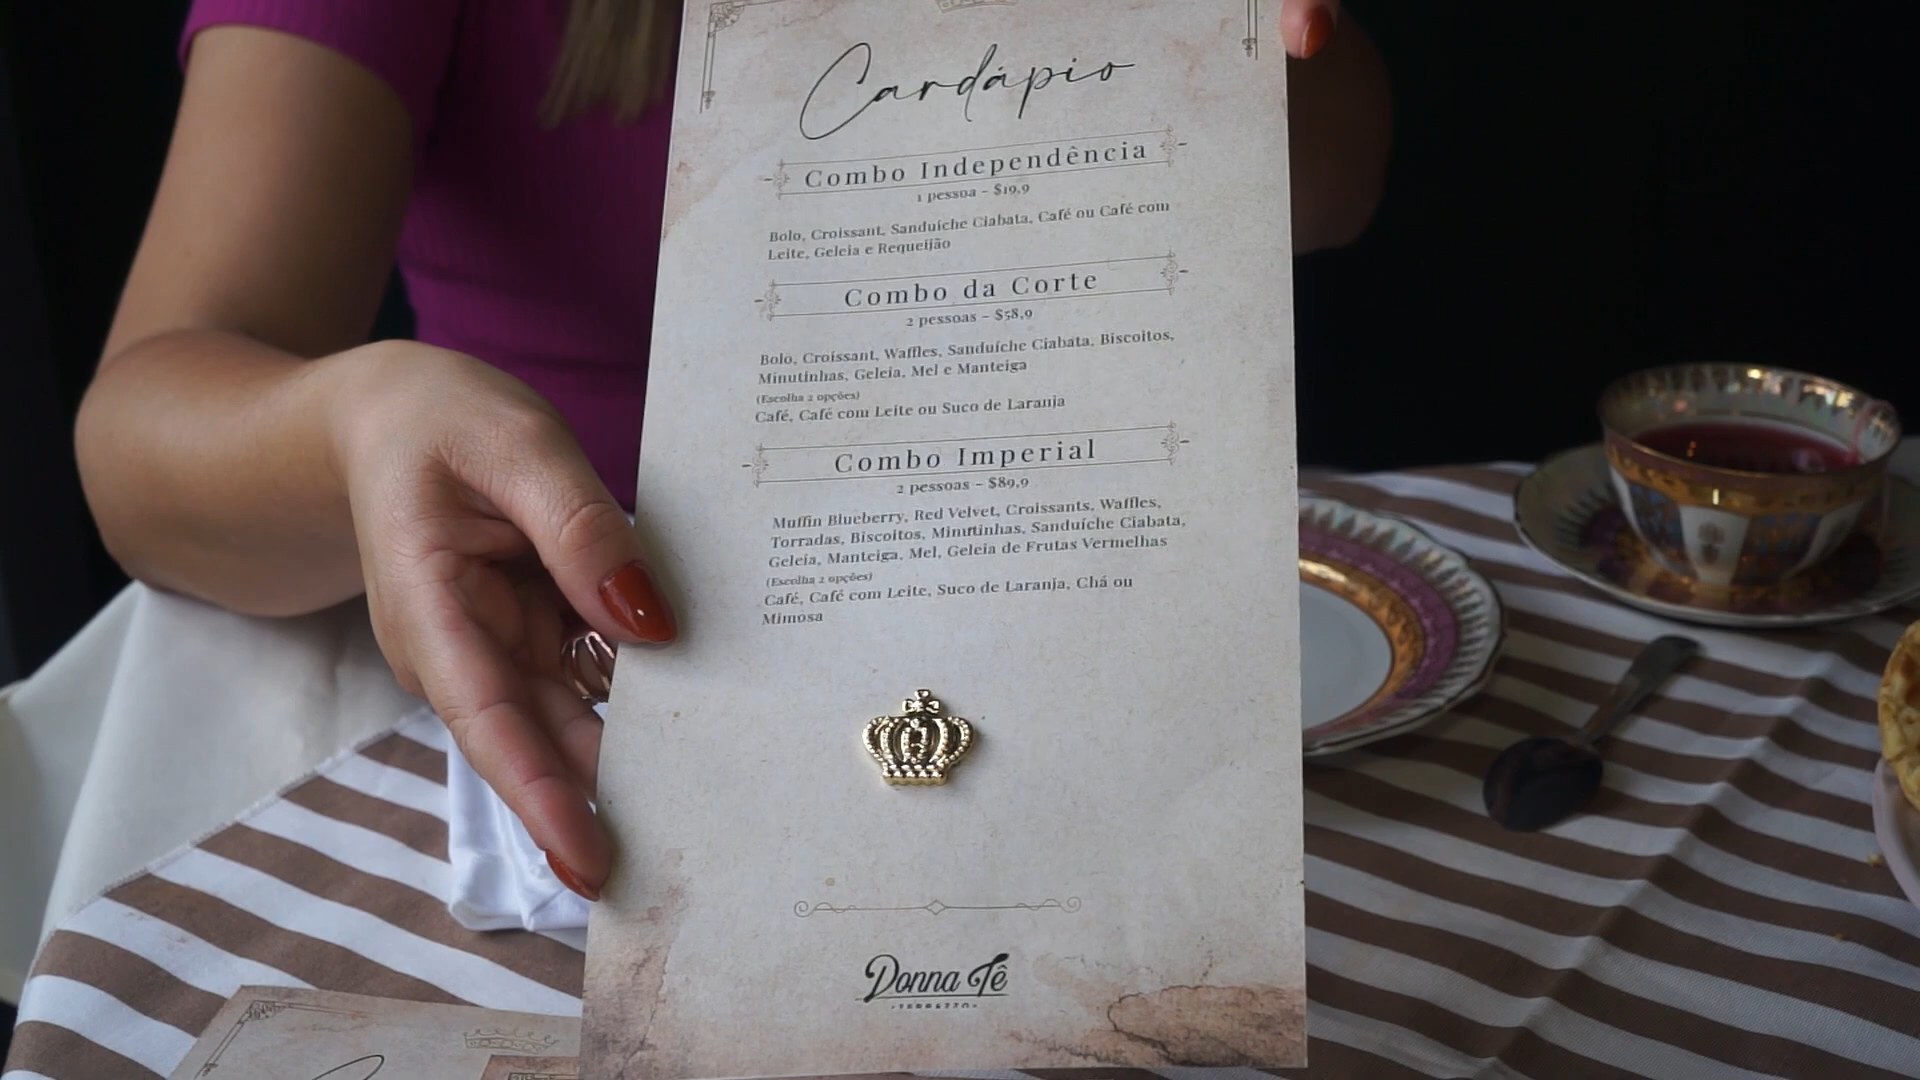 Cardápio
Combo Independência
1 pessoa - $19,9
Bolo, Croissant, Sanduíche Ciabata, Café ou Café com
Leite, Geleia e Requeijão
Combo da Corte
2 pessoas - $58,9
Bolo, Croissant, Waffles, Sanduíche Ciabata, Biscoitos,
Minutinhas, Geleia, Mel e Manteiga
(Escolha 2 opções)
Café, Café com Leite ou Suco de Laranja
Combo Imperial
2 pessoas - $89,9
Muffin Blueberry, Red Velvet, Croissants, Waffles,
Torradas, Biscoitos, Minutinhas, Sanduíche Ciabata,
Geleia, Manteiga, Mel, Geleia de Frutas Vermelhas
(Escolha 2 opções)
Café, Café com Leite, Suco de Laranja, Chá ou
Mimosa
Donna Tê